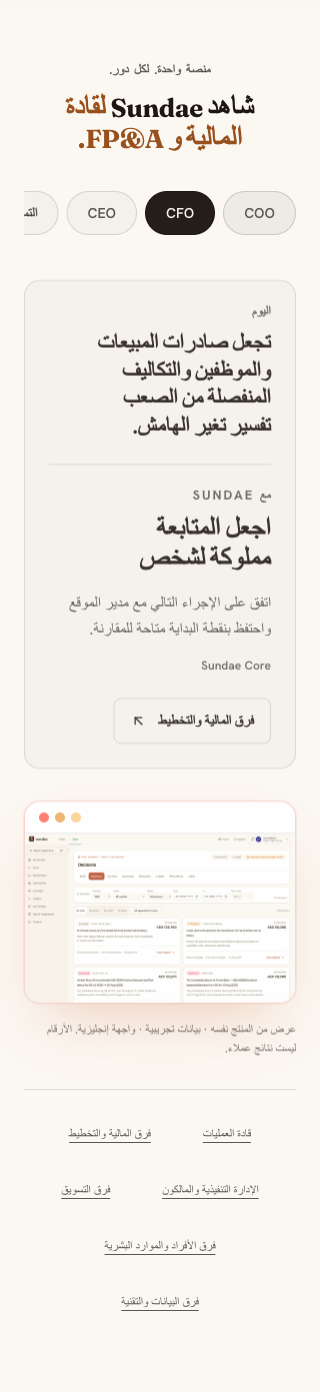 منصة واحدة. لكل دور.
شاهد Sundae لقادة
المالية و FP&A.
COO
CFO
CEO
اليوم
تجعل صادرات المبيعات
والموظفين والتكاليف
المنفصلة من الصعب
تفسير تغير الهامش.
مع SUNDAE
اجعل المتابعة
مملوكة لشخص
اتفق على الإجراء التالي مع مدير الموقع
واحتفظ بنقطة البداية متاحة للمقارنة.
Sundae Core
فرق المالية والتخطيط
sundae
Decisions
عرض من المنتج نفسه · بيانات تجريبية · واجهة إنجليزية. الأرقام
ليست نتائج عملاء.
قادة العمليات
فرق المالية والتخطيط
الإدارة التنفيذية والمالكون
فرق التسويق
فرق الأفراد والموارد البشرية
فرق البيانات والتقنية